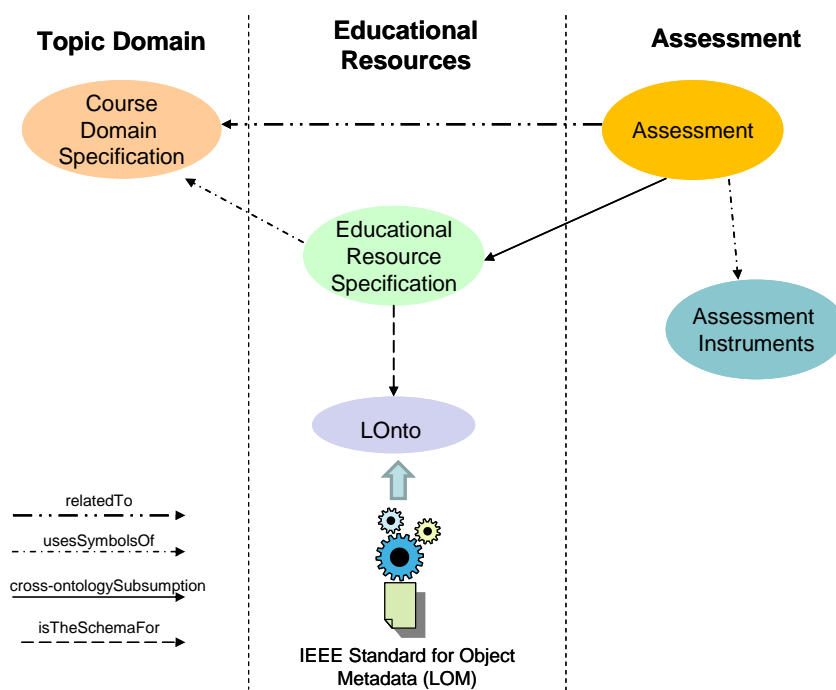 Topic Domain
Educational
Resources
Assessment
Course
Domain
Specification
Assessment
Educational
Resource
Specification
Assessment
Instruments
LOnto
relatedTo
usesSymbolsOf
cross-ontologySubsumption
isTheSchemaFor
IEEE Standard for Object
Metadata (LOM)